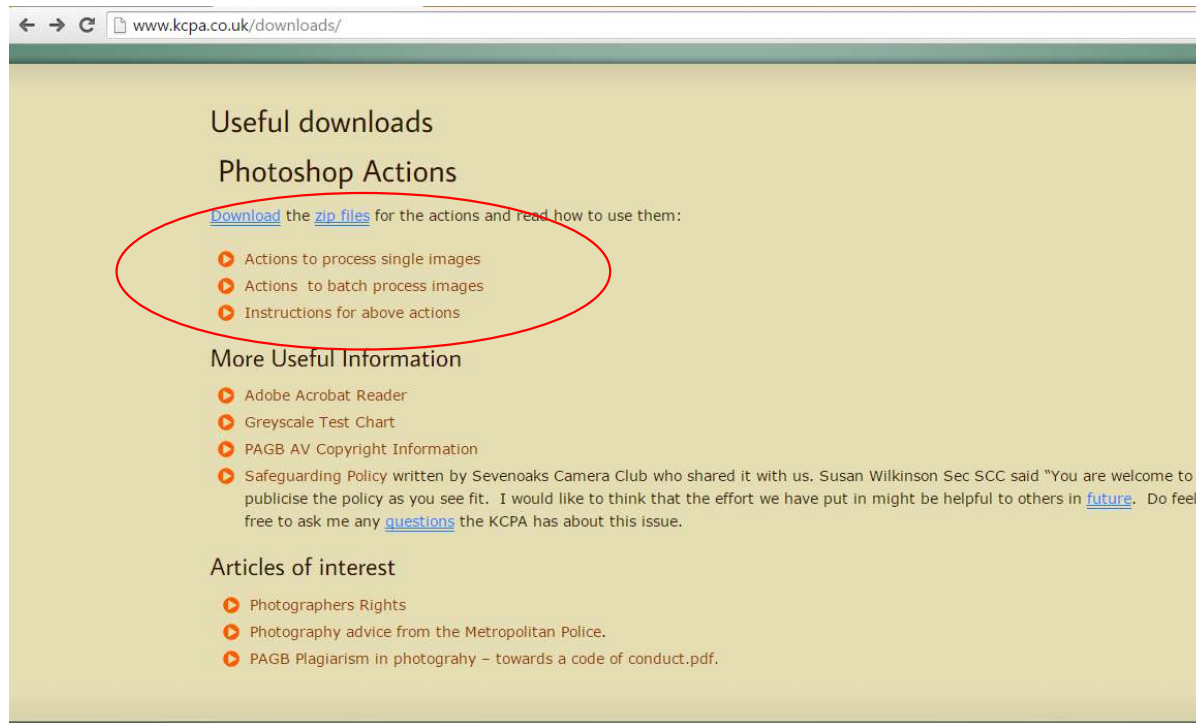 www.kcpa.co.uk/downloads/
Useful downloads
Photoshop Actions
Download the zip files for the actions and read how to use them:
Actions to process single images
Actions to batch process images
Instructions for above actions
More Useful Information
Adobe Acrobat Reader
Greyscale Test Chart
PAGB AV Copyright Information
Safeguarding Policy written by Sevenoaks Camera Club who shared it with us. Susan Wilkinson Sec SCC said "You are welcome to
publicise the policy as you see fit. I would like to think that the effort we have put in might be helpful to others in future. Do feel
free to ask me any questions the KCPA has about this issue.
Articles of interest
Photographers Rights
Photography advice from the Metropolitan Police.
PAGB Plagiarism in photograhy – towards a code of conduct.pdf.